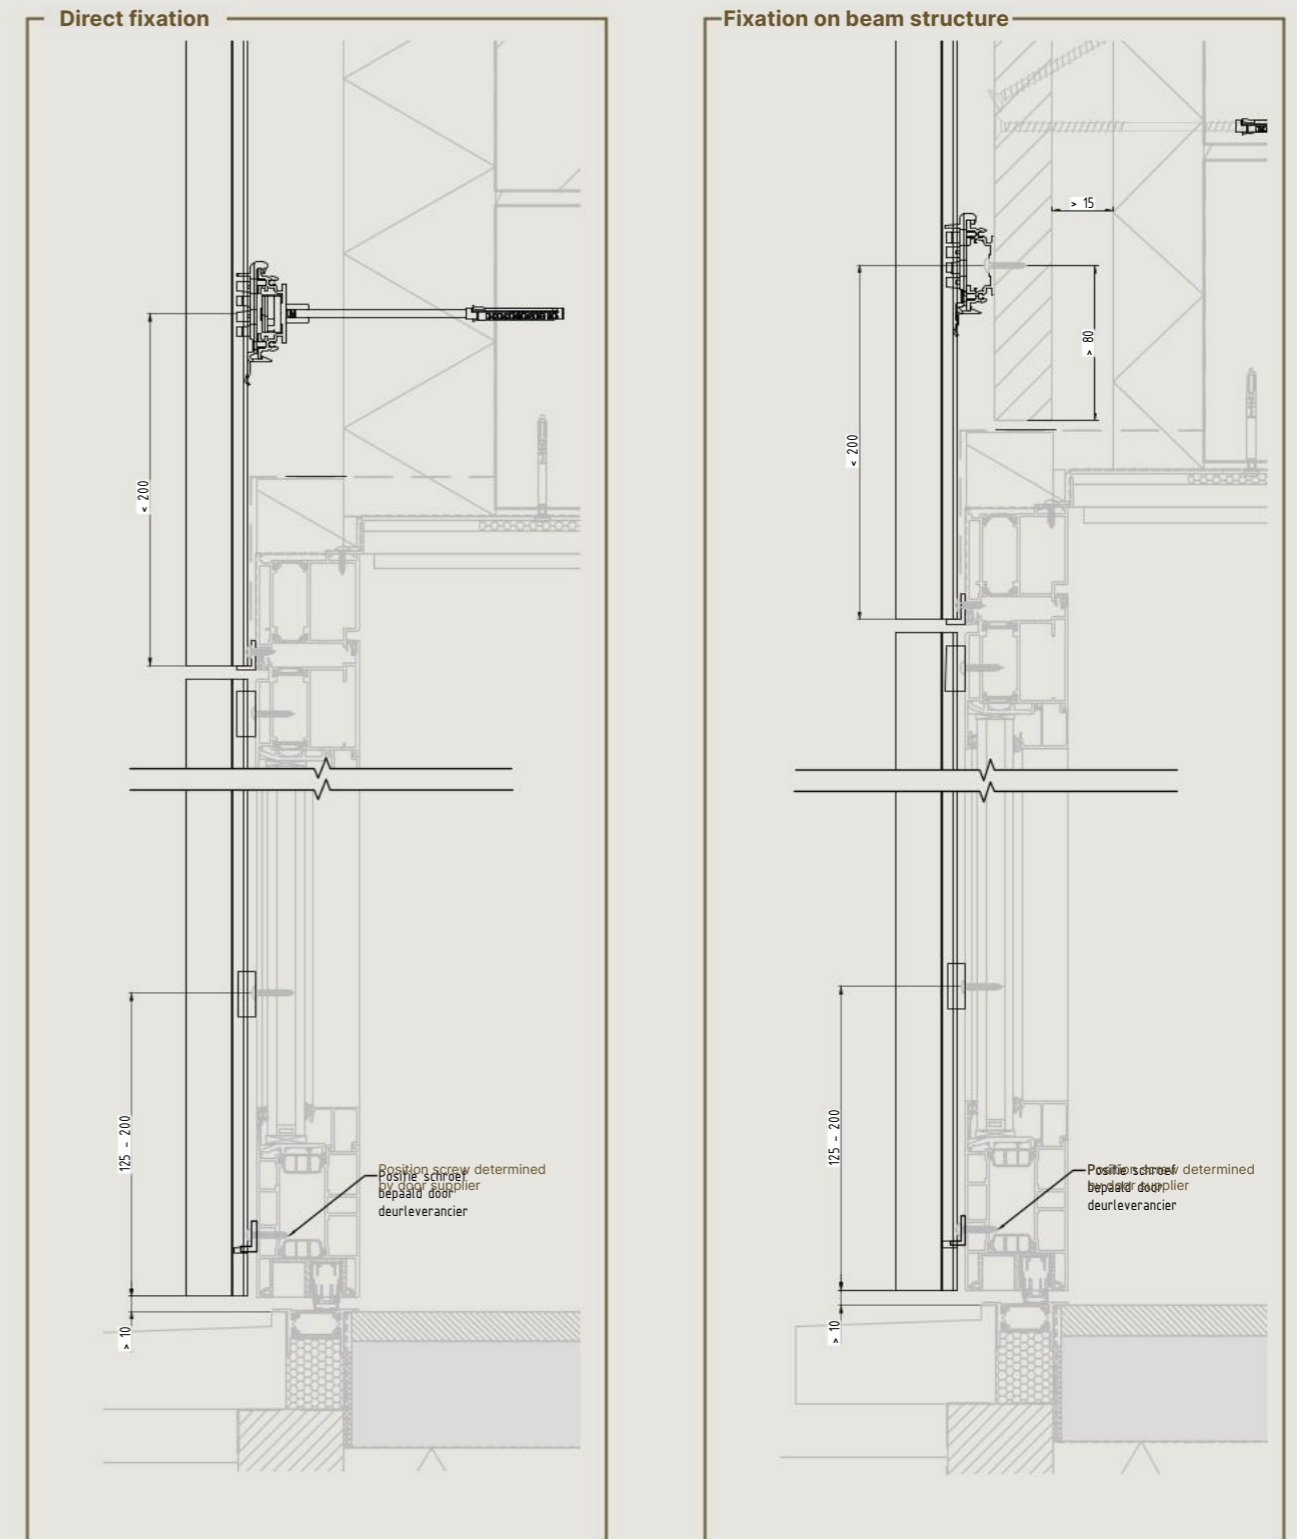 Direct fixation
< 200
125 - 200
> 10
Position screw determined
by door supplier
Positie schroef
bepaald door
deurleverancier
Fixation on beam structure
> 15
> 80
< 200
125 - 200
> 10
Position screw determined
by door supplier
Positie schroef
bepaald door
deurleverancier